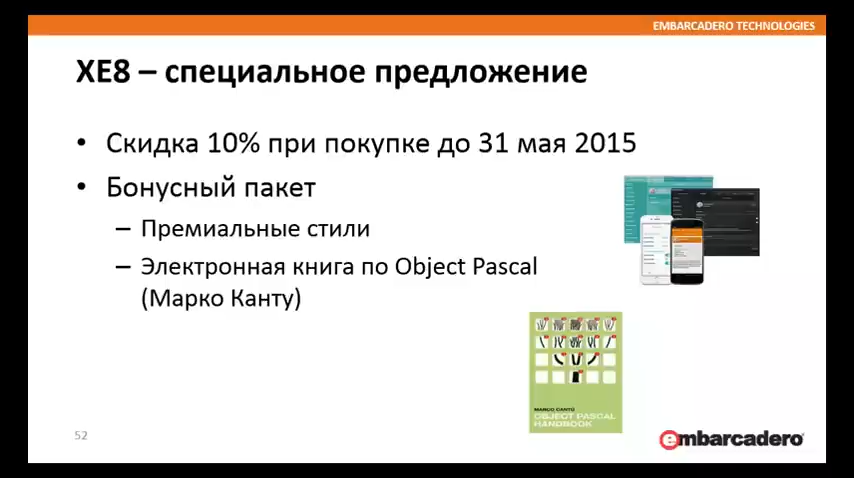 EMBARCADERO TECHNOLOGIES
XE8 – специальное предложение
• Скидка 10% при покупке до 31 мая 2015
• Бонусный пакет
– Премиальные стили
– Электронная книга по Object Pascal
(Марко Канту)
MARCO CANTÙ
OBJECT PASCAL
HANDBOOK
52
embarcadero